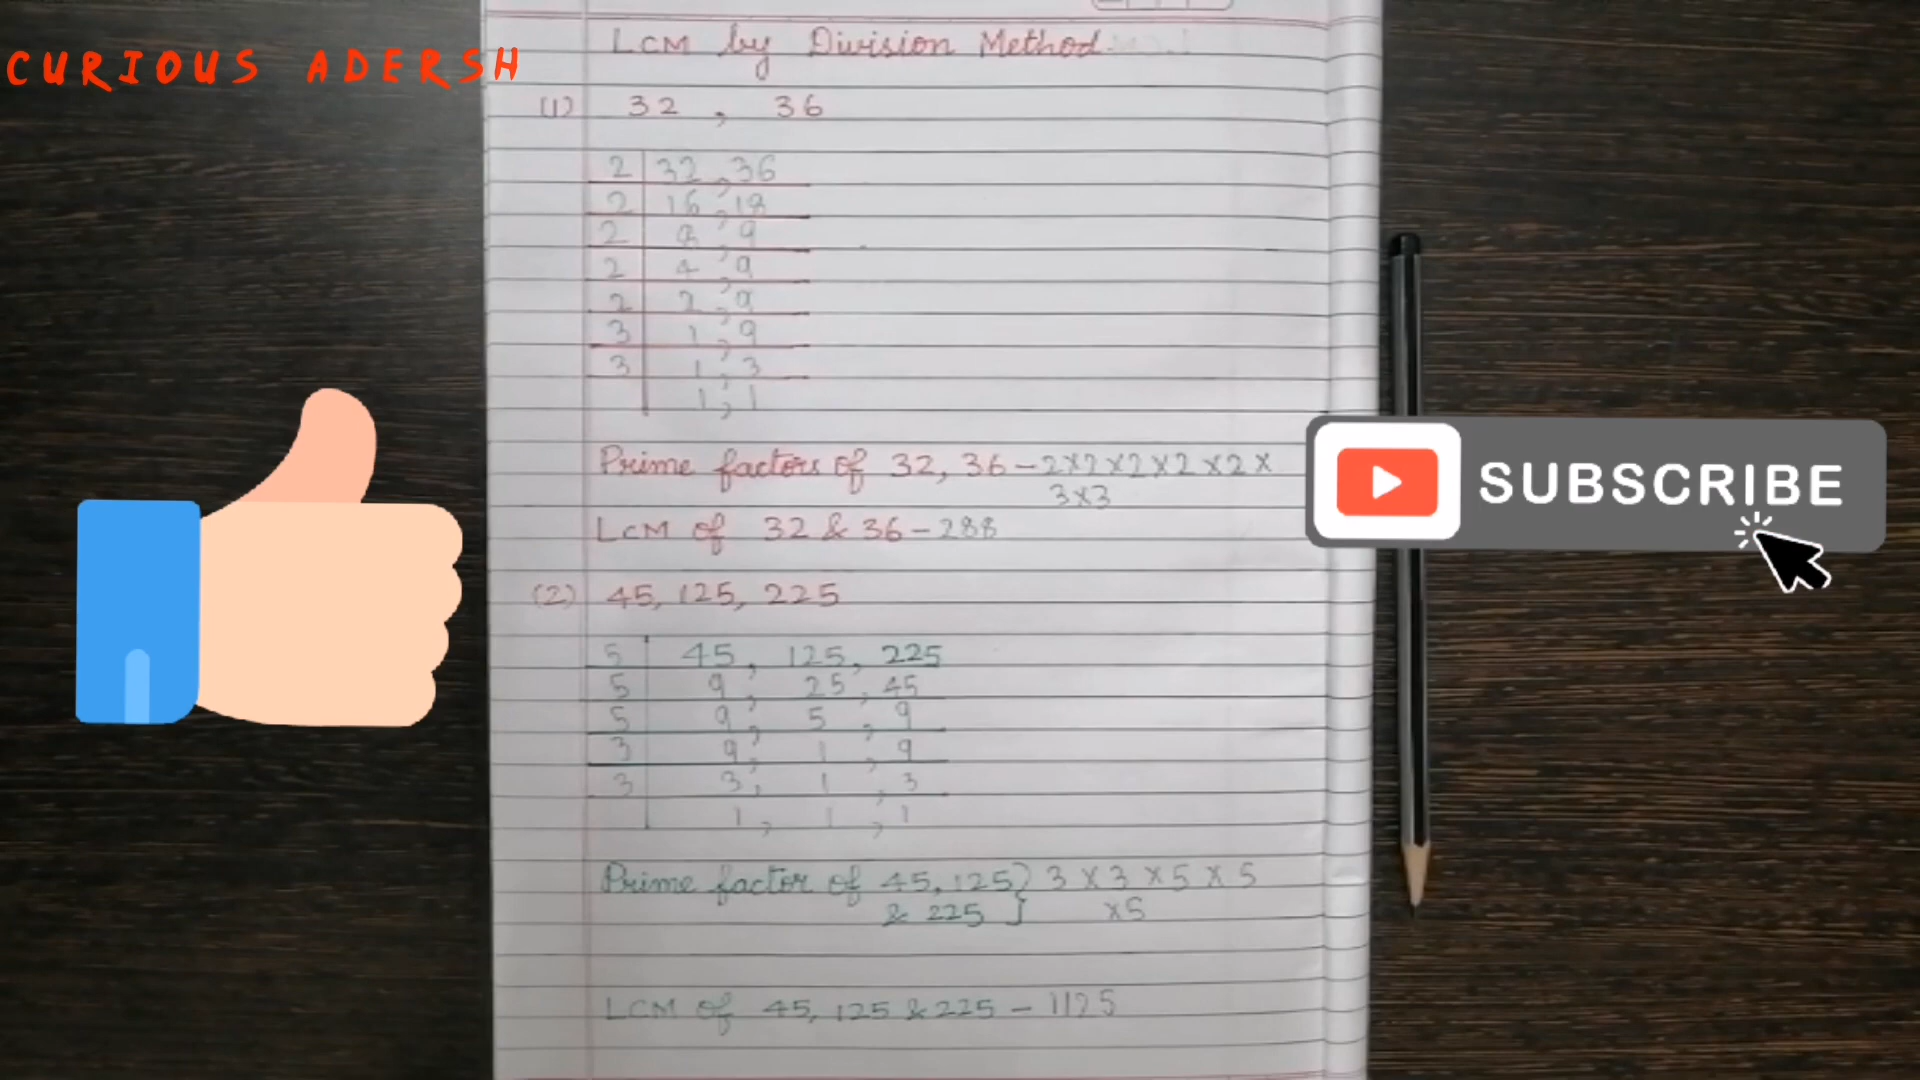 CURIOUS ADERSH
LCM by Division Method
(1) 32, 36
2 | 32, 36
2 | 16, 18
2 | 8, 9
2 | 4, 9
2 | 2, 9
3 | 1, 9
3 | 1, 3
1, 1
Prime factors of 32, 36 - 2×2×2×2×2×
3×3
LCM of 32 & 36 - 288
SUBSCRIBE
(2) 45, 125, 225
5 | 45, 125, 225
5 | 9, 25, 45
5 | 9, 5, 9
3 | 9, 1, 9
3 | 3, 1, 3
1, 1, 1
Prime factor of 45, 125 } 3 × 3 × 5 × 5
& 225 } ×5
LCM of 45, 125 & 225 - 1125